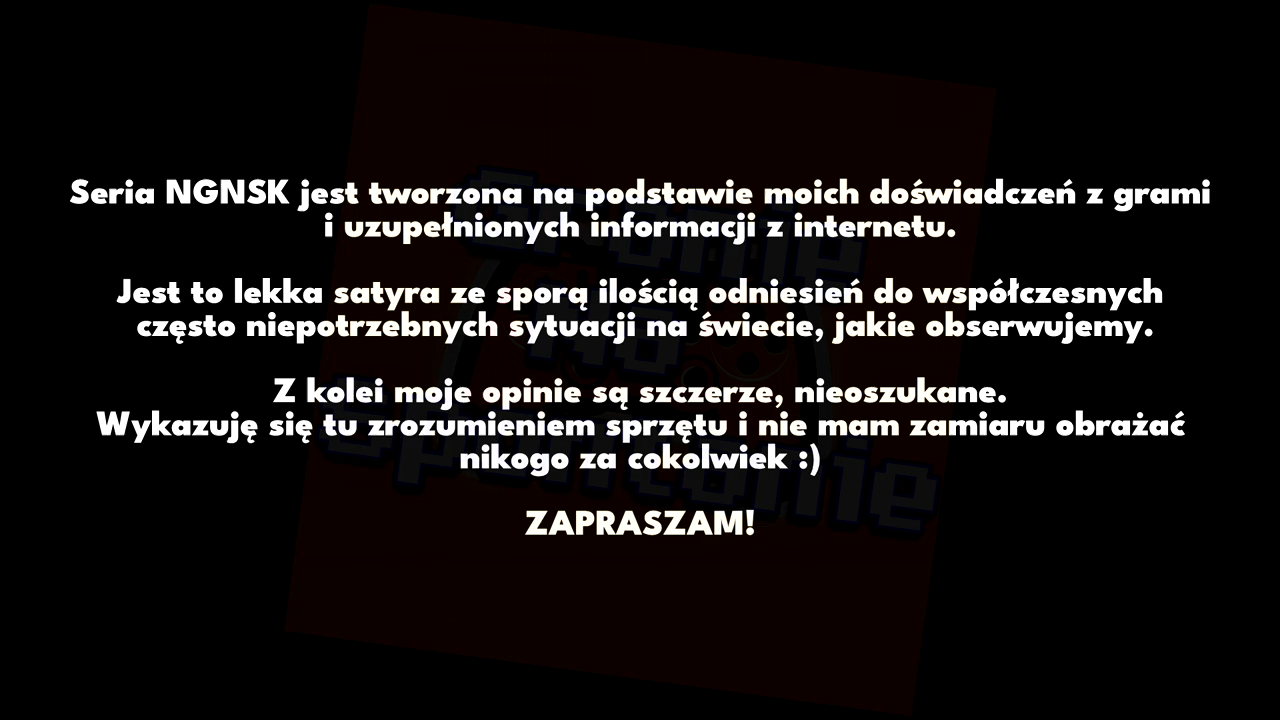 Seria NGNSK jest tworzona na podstawie moich doświadczeń z grami
i uzupełnionych informacji z internetu.
Jest to lekka satyra ze sporą ilością odniesień do współczesnych
często niepotrzebnych sytuacji na świecie, jakie obserwujemy.
Z kolei moje opinie są szczerze, nieoszukane.
Wykazuję się tu zrozumieniem sprzętu i nie mam zamiaru obrażać
nikogo za cokolwiek :)
ZAPRASZAM!